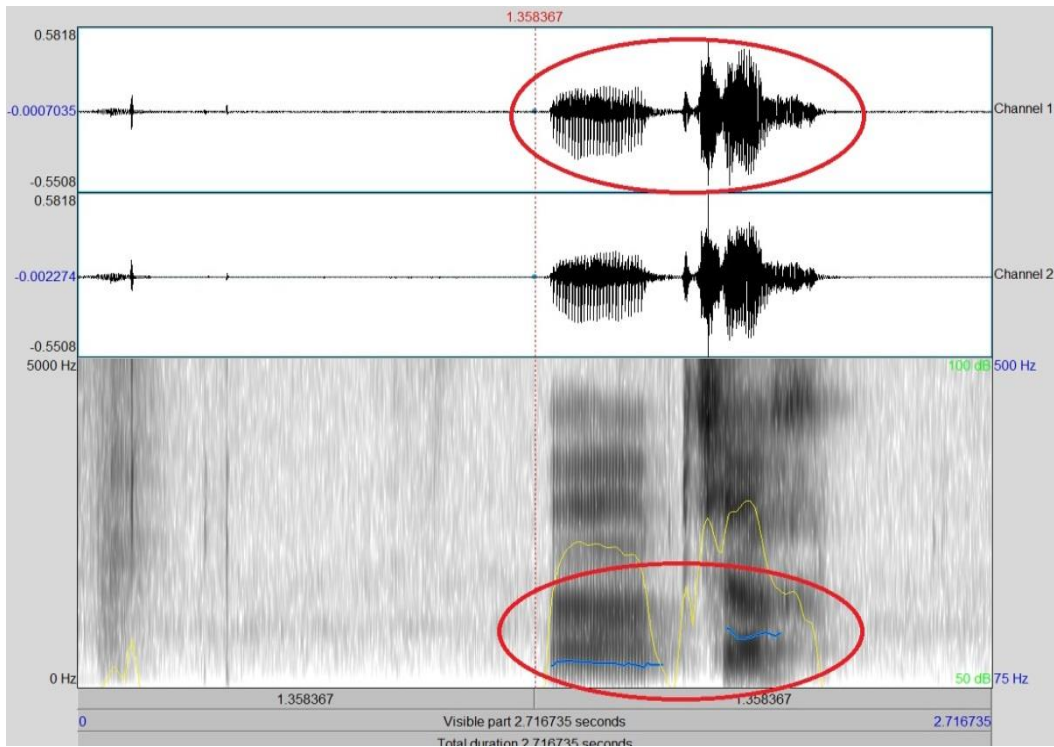 1.358367
0.5818
-0.0007035 Channel 1
-0.5508
0.5818
-0.002274 Channel 2
-0.5508
5000 Hz 100 dB 500 Hz
0 Hz 50 dB 75 Hz
1.358367 1.358367
0 Visible part 2.716735 seconds 2.716735
Total duration 2.716735 seconds